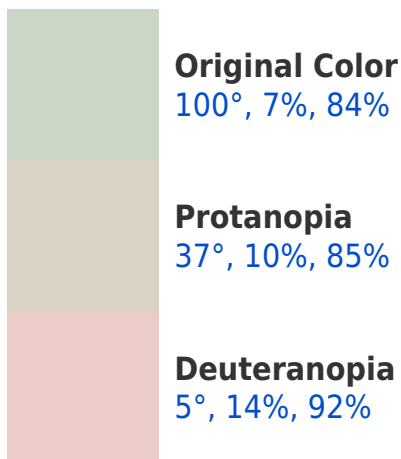 Original Color
100°, 7%, 84%
Protanopia
37°, 10%, 85%
Deuteranopia
5°, 14%, 92%